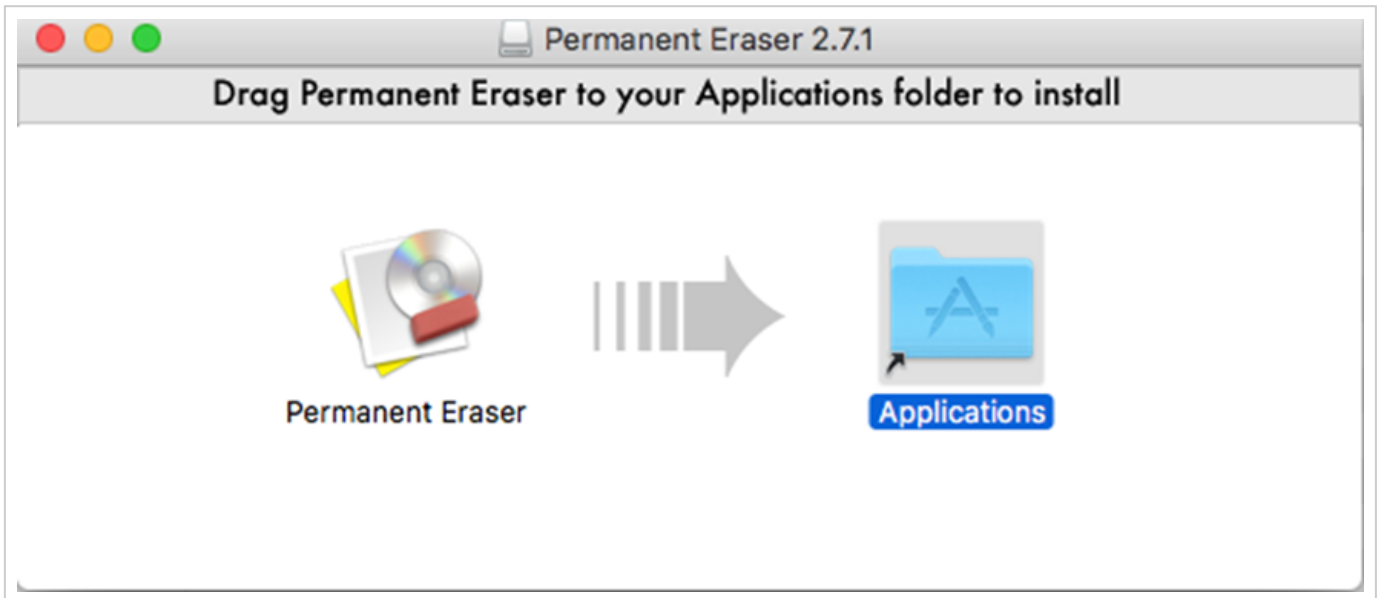 Permanent Eraser 2.7.1
Drag Permanent Eraser to your Applications folder to install
Permanent Eraser
Applications